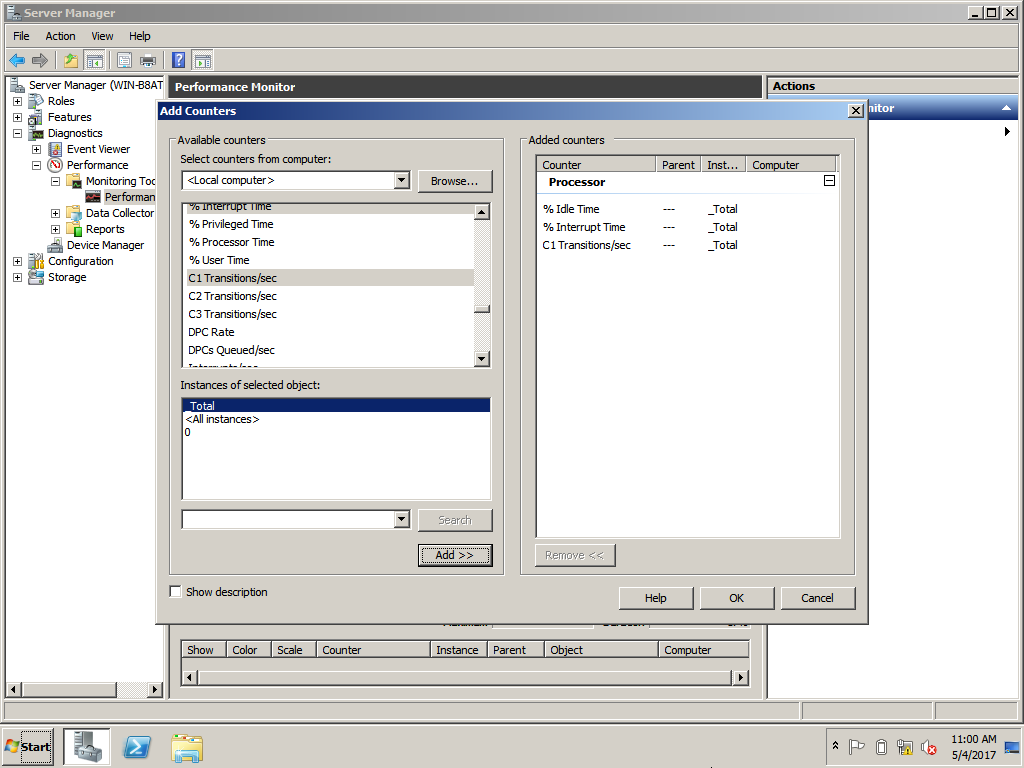 Server Manager
File Action View Help
Server Manager (WIN-B8AT
Roles
Features
Diagnostics
Event Viewer
Performance
Monitoring Too
Performan
Data Collector
Reports
Device Manager
Configuration
Storage
Performance Monitor
Actions
nitor
Add Counters
Available counters
Select counters from computer:
<Local computer>
Browse...
% Interrupt Time
% Privileged Time
% Processor Time
% User Time
C1 Transitions/sec
C2 Transitions/sec
C3 Transitions/sec
DPC Rate
DPCs Queued/sec
Interrupts/sec
Instances of selected object:
_Total
<All instances>
0
Search
Add >>
Show description
Added counters
Counter Parent Inst... Computer
Processor
% Idle Time --- _Total
% Interrupt Time --- _Total
C1 Transitions/sec --- _Total
Remove <<
Help OK Cancel
Show Color Scale Counter Instance Parent Object Computer
Start
11:00 AM
5/4/2017